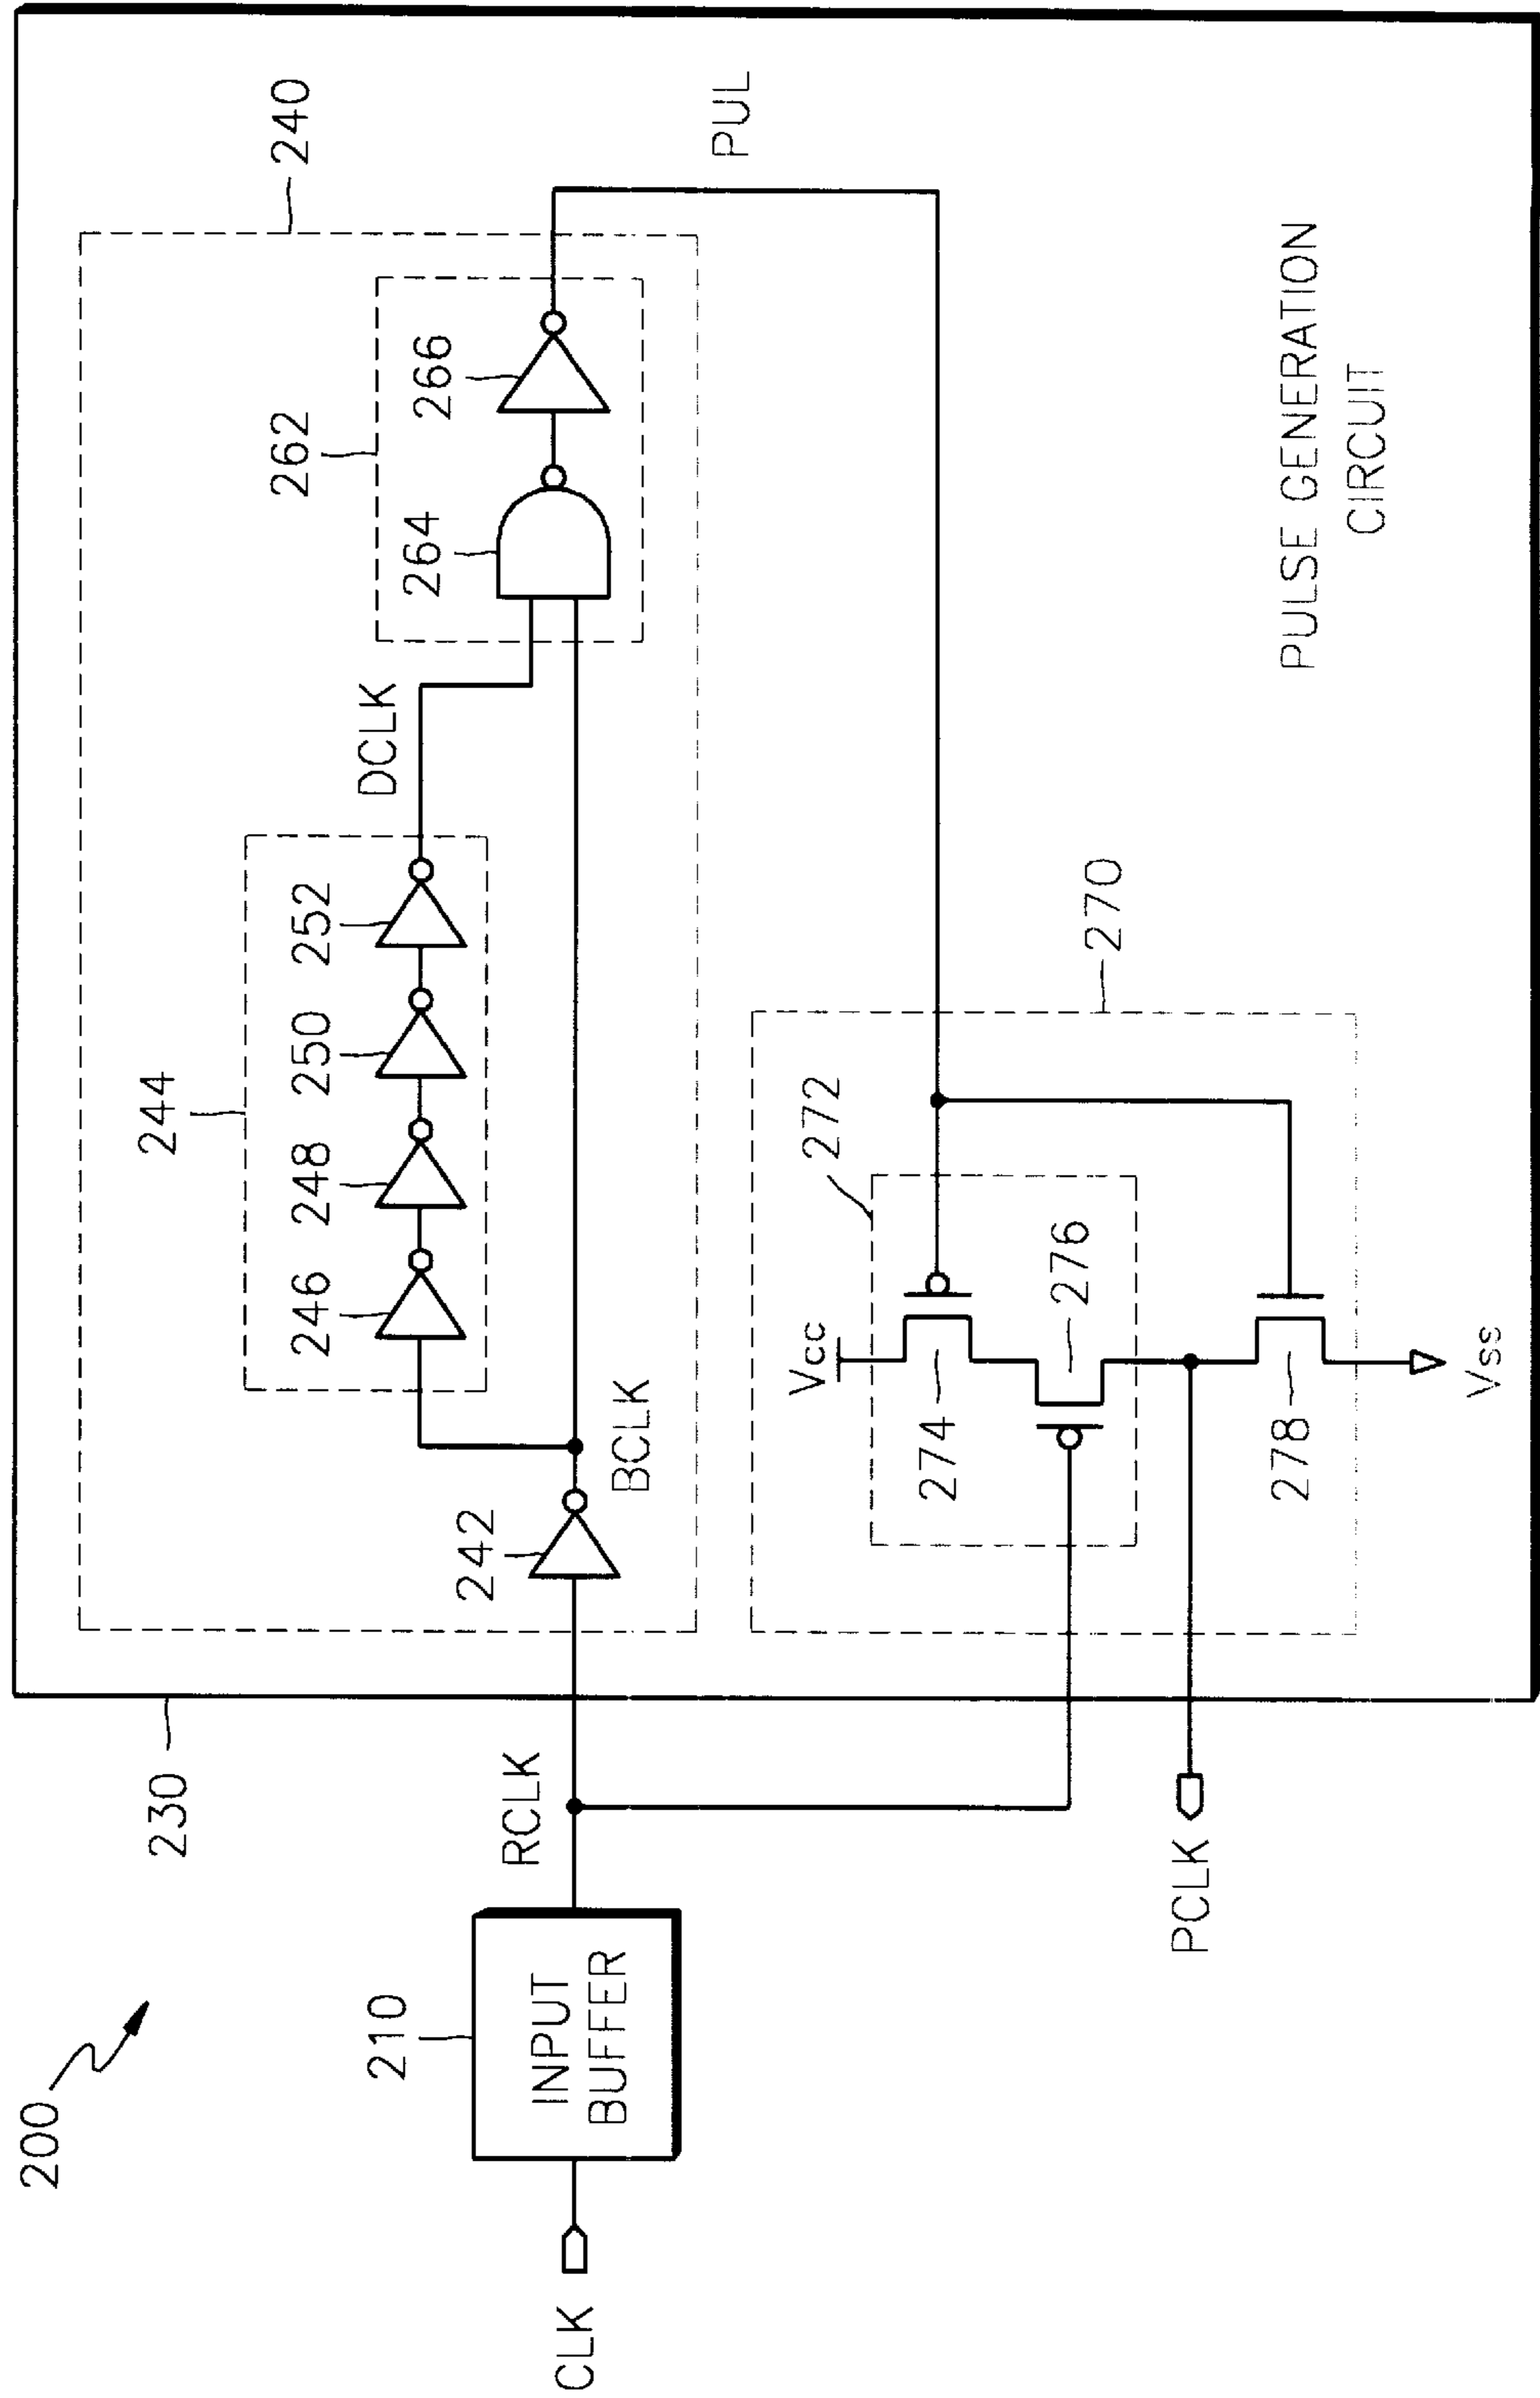 200
CLK
210
INPUT
BUFFER
RCLK
230
240
242
BCLK
244
246
248
250
252
DCLK
262
264
266
PUL
270
272
Vcc
274
276
278
Vss
PCLK
PULSE GENERATION
CIRCUIT